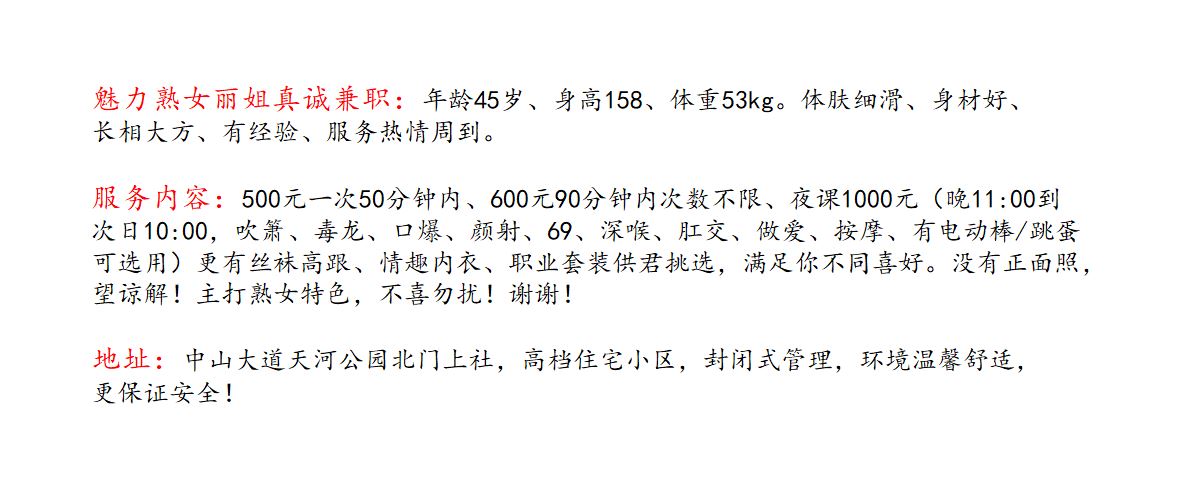 魅力熟女丽姐真诚兼职：年龄45岁、身高158、体重53kg。体肤细滑、身材好、
长相大方、有经验、服务热情周到。
服务内容：500元一次50分钟内、600元90分钟内次数不限、夜课1000元（晚11:00到
次日10:00，吹箫、毒龙、口爆、颜射、69、深喉、肛交、做爱、按摩、有电动棒/跳蛋
可选用）更有丝袜高跟、情趣内衣、职业套装供君挑选，满足你不同喜好。没有正面照，
望谅解！主打熟女特色，不喜勿扰！谢谢！
地址：中山大道天河公园北门上社，高档住宅小区，封闭式管理，环境温馨舒适，
更保证安全！